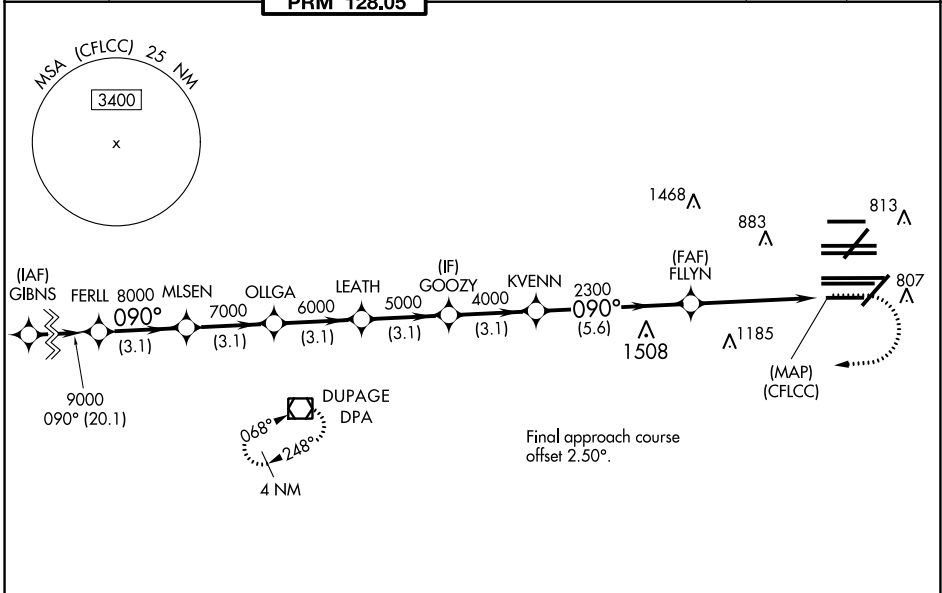 PRM 128.05
MSA (CFLCC) 25 NM
3400
x
1468
883
813
807
(IAF)
GIBNS
FERLL
8000
090°
(3.1)
MLSEN
7000
(3.1)
OLLGA
6000
(3.1)
LEATH
5000
(3.1)
(IF)
GOOZY
4000
(3.1)
KVENN
2300
090°
(5.6)
(FAF)
FLLYN
1508
1185
(MAP)
(CFLCC)
9000
090° (20.1)
DUPAGE
DPA
068°
248°
4 NM
Final approach course
offset 2.50°.